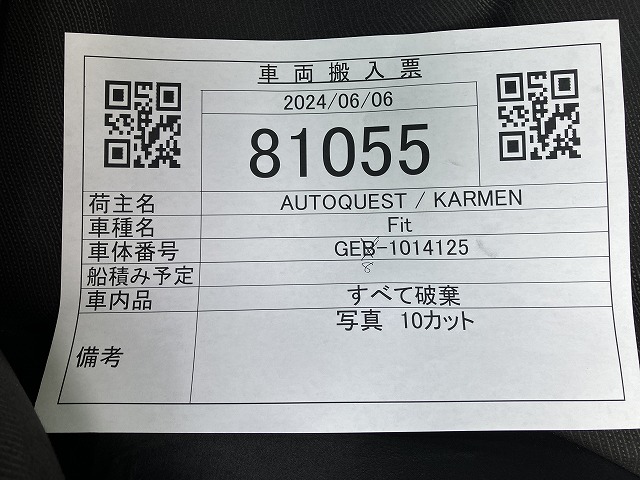 車両搬入票
2024/06/06
81055
荷主名 AUTOQUEST / KARMEN
車種名 Fit
車体番号 GEB-1014125
8
船積み予定
車内品 すべて破棄
備考 写真 10カット